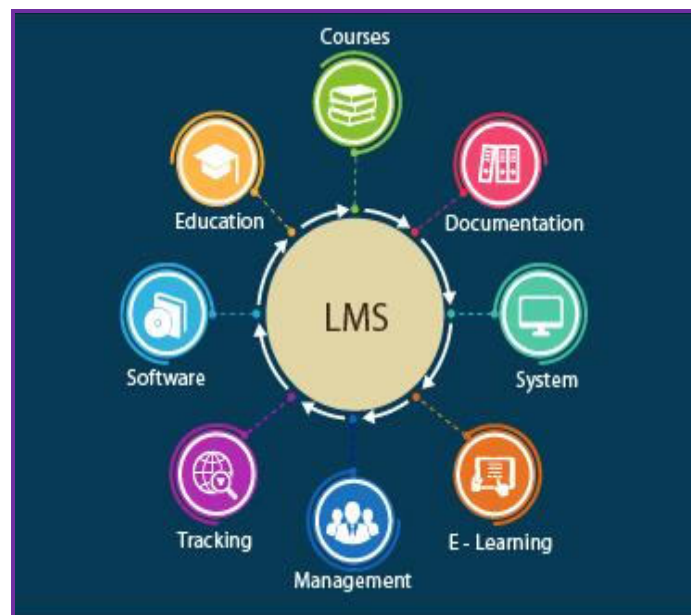 Courses
Education
Documentation
LMS
Software
System
Tracking
E - Learning
Management